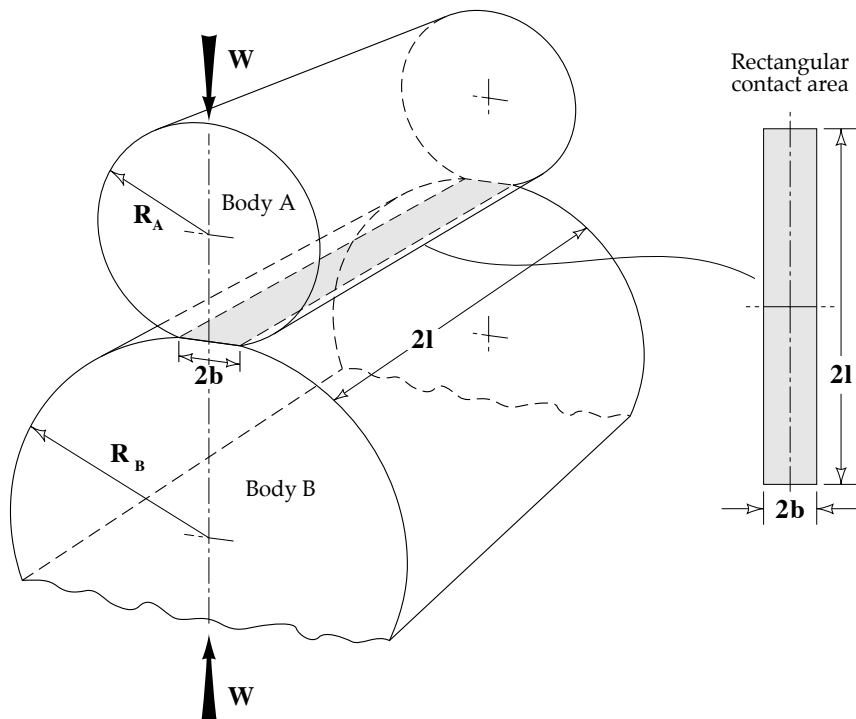 W
Rectangular
contact area
Body A
R_A
2l
2b
2l
R_B
Body B
2b
W